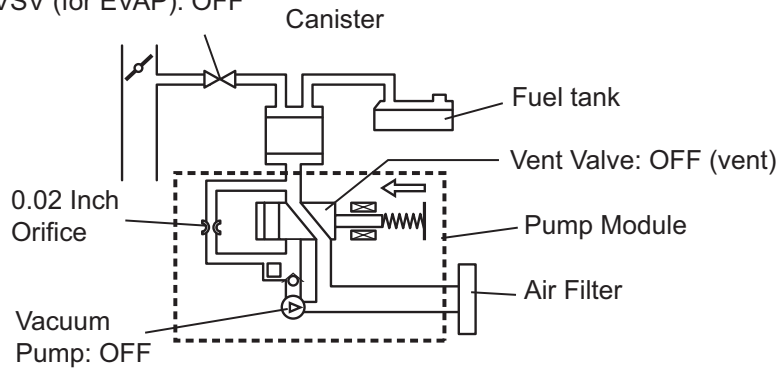 VSV (for EVAP): OFF
Canister
Fuel tank
Vent Valve: OFF (vent)
0.02 Inch
Orifice
Pump Module
Air Filter
Vacuum
Pump: OFF